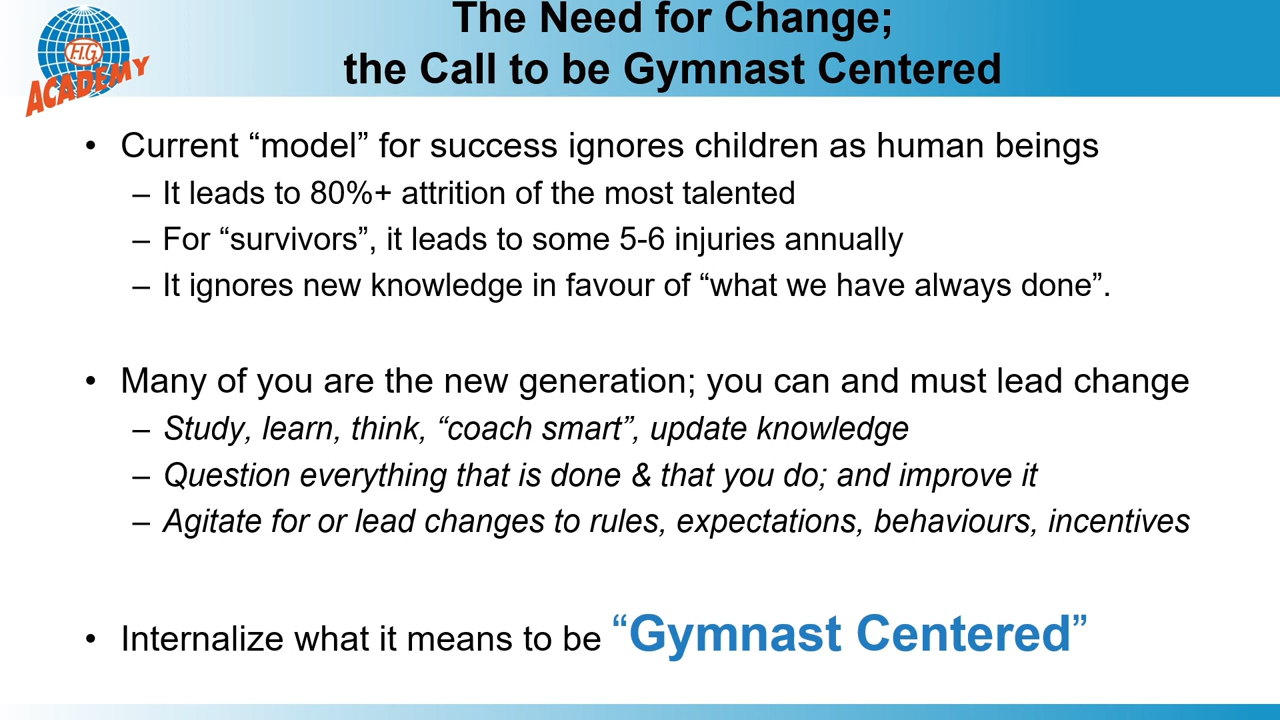 The Need for Change;
the Call to be Gymnast Centered
F.I.G.
ACADEMY
• Current “model” for success ignores children as human beings
– It leads to 80%+ attrition of the most talented
– For “survivors”, it leads to some 5-6 injuries annually
– It ignores new knowledge in favour of “what we have always done”.
• Many of you are the new generation; you can and must lead change
– Study, learn, think, “coach smart”, update knowledge
– Question everything that is done & that you do; and improve it
– Agitate for or lead changes to rules, expectations, behaviours, incentives
• Internalize what it means to be “Gymnast Centered”